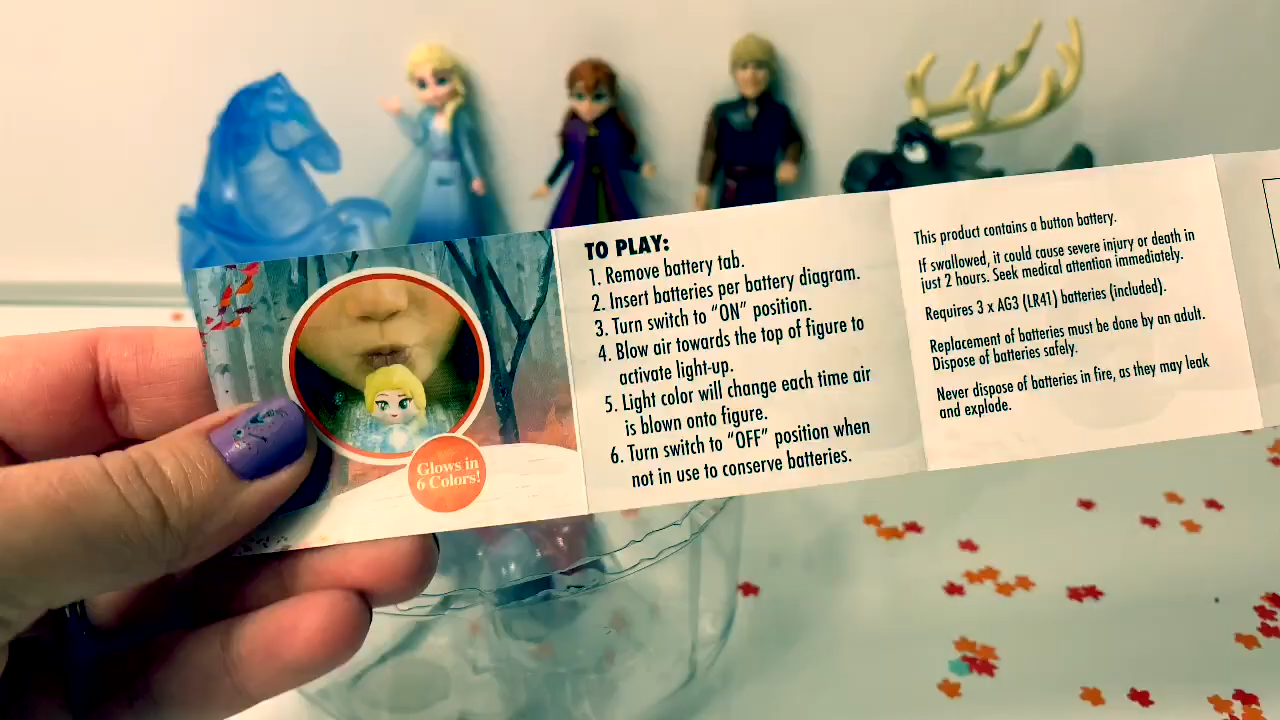 Glows in
6 Colors!
TO PLAY:
1. Remove battery tab.
2. Insert batteries per battery diagram.
3. Turn switch to "ON" position.
4. Blow air towards the top of figure to
activate light-up.
5. Light color will change each time air
is blown onto figure.
6. Turn switch to "OFF" position when
not in use to conserve batteries.
This product contains a button battery.
If swallowed, it could cause severe injury or death in
just 2 hours. Seek medical attention immediately.
Requires 3 x AG3 (LR41) batteries (included).
Replacement of batteries must be done by an adult.
Dispose of batteries safely.
Never dispose of batteries in fire, as they may leak
and explode.